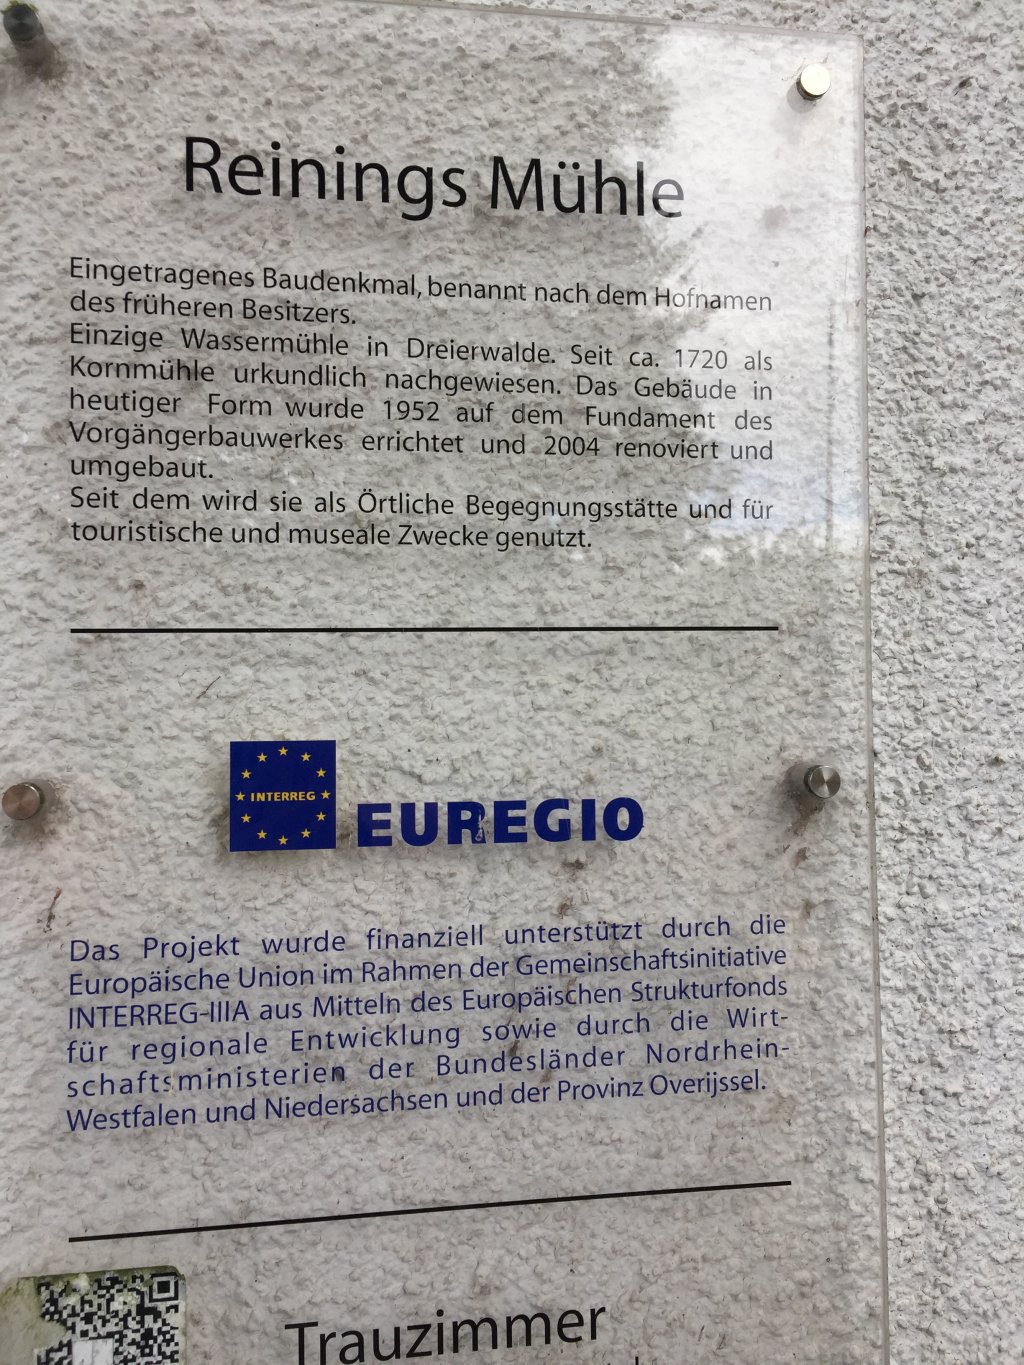 Reinings Mühle
Eingetragenes Baudenkmal, benannt nach dem Hofnamen
des früheren Besitzers.
Einzige Wassermühle in Dreierwalde. Seit ca. 1720 als
Kornmühle urkundlich nachgewiesen. Das Gebäude in
heutiger Form wurde 1952 auf dem Fundament des
Vorgängerbauwerkes errichtet und 2004 renoviert und
umgebaut.
Seit dem wird sie als Örtliche Begegnungsstätte und für
touristische und museale Zwecke genutzt.
INTERREG
EUREGIO
Das Projekt wurde finanziell unterstützt durch die
Europäische Union im Rahmen der Gemeinschaftsinitiative
INTERREG-IIIA aus Mitteln des Europäischen Strukturfonds
für regionale Entwicklung sowie durch die Wirt-
schaftsministerien der Bundesländer Nordrhein-
Westfalen und Niedersachsen und der Provinz Overijssel.
Trauzimmer